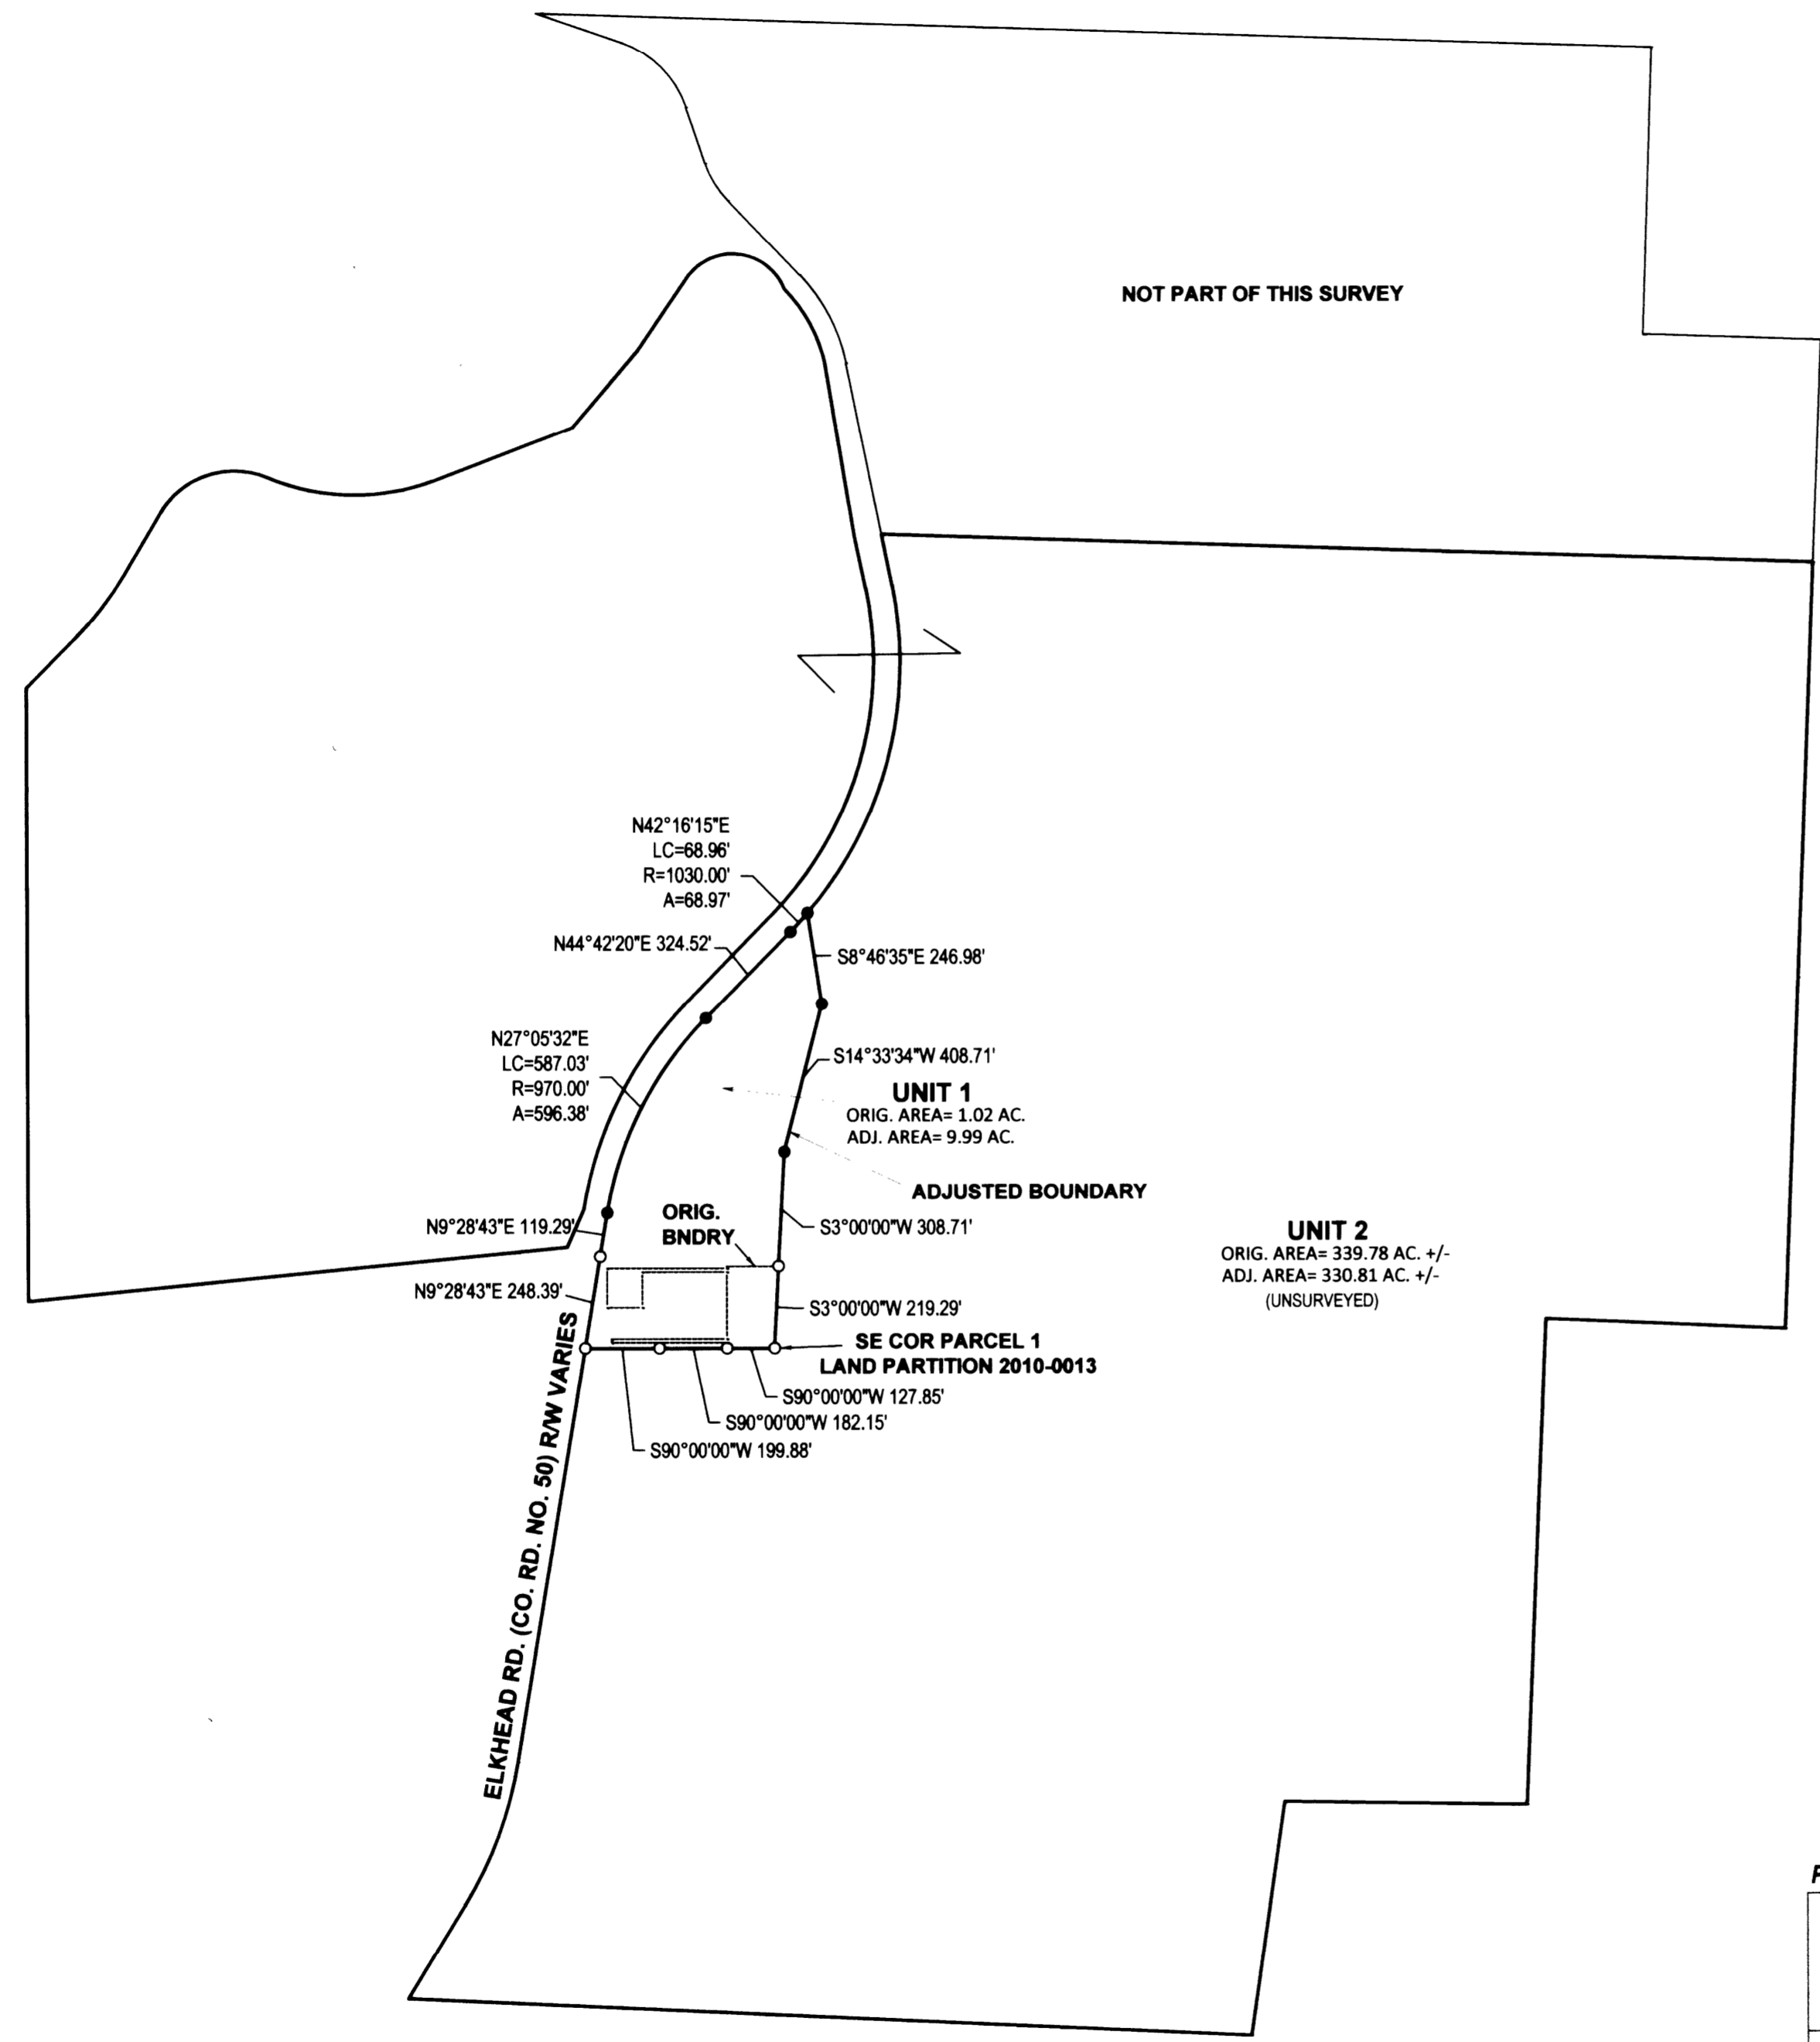 NOT PART OF THIS SURVEY
N42°16'15"E
LC=68.96'
R=1030.00'
A=68.97'
N44°42'20"E 324.52'
S8°46'35"E 246.98'
N27°05'32"E
LC=587.03'
R=970.00'
A=596.38'
S14°33'34"W 408.71'
UNIT 1
ORIG. AREA= 1.02 AC.
ADJ. AREA= 9.99 AC.
ADJUSTED BOUNDARY
ORIG.
BNDRY
N9°28'43"E 119.29'
S3°00'00"W 308.71'
UNIT 2
ORIG. AREA= 339.78 AC. +/-
ADJ. AREA= 330.81 AC. +/-
(UNSURVEYED)
N9°28'43"E 248.39'
S3°00'00"W 219.29'
SE COR PARCEL 1
LAND PARTITION 2010-0013
S90°00'00"W 127.85'
S90°00'00"W 182.15'
S90°00'00"W 199.88'
ELKHEAD RD. (CO. RD. NO. 50) R/W VARIES